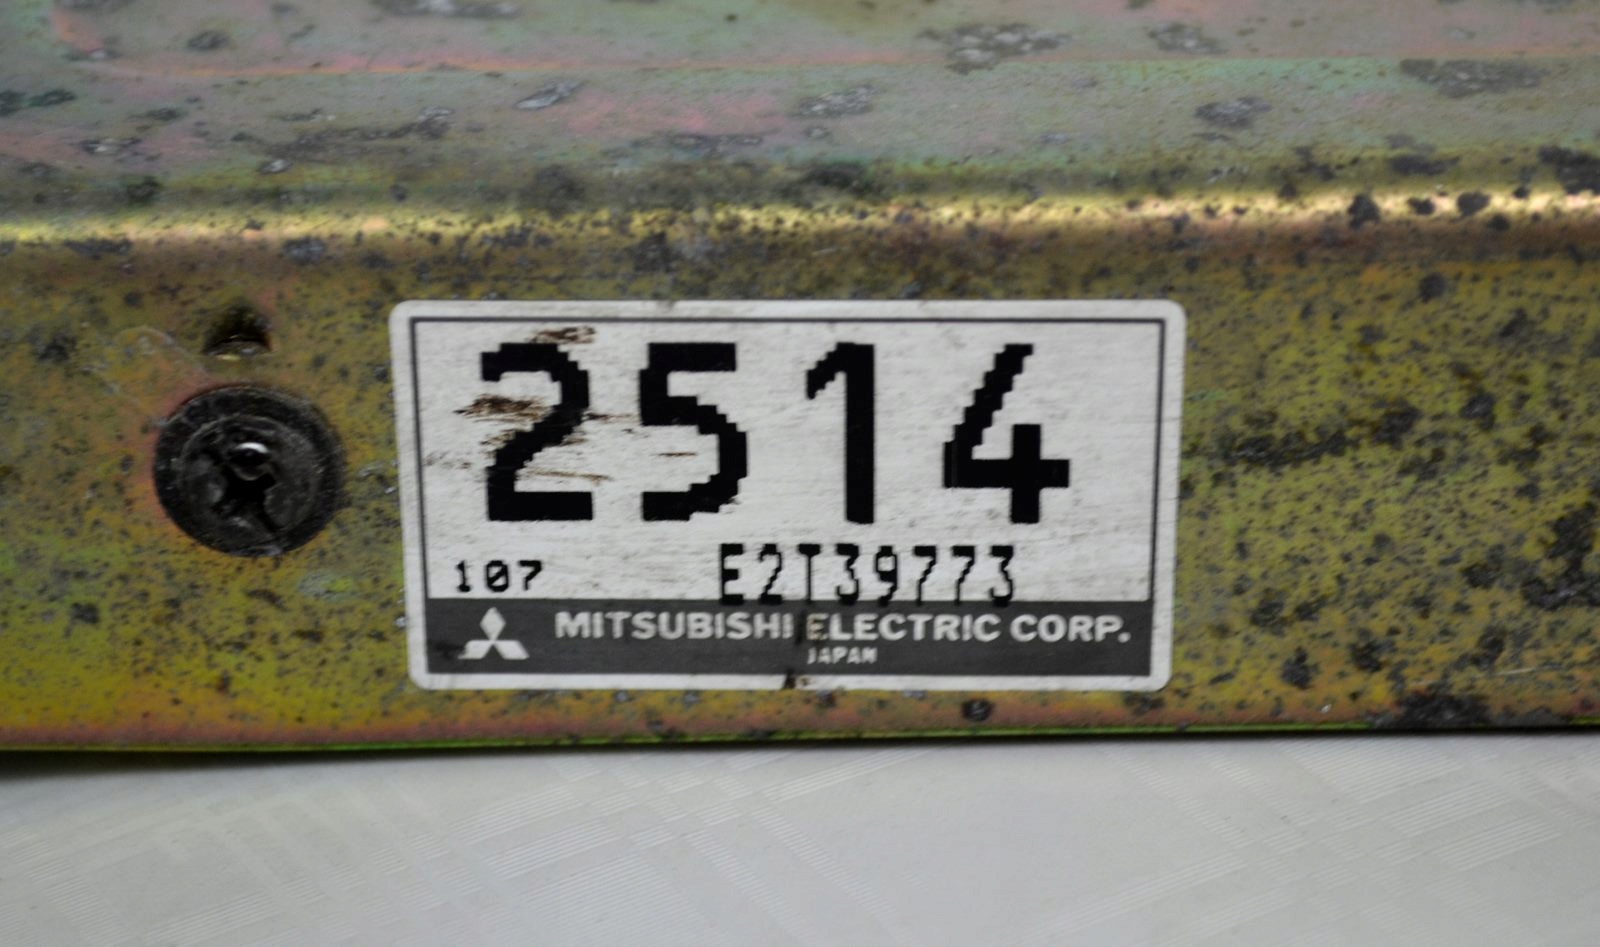 2514
107 E2T39773
MITSUBISHI ELECTRIC CORP.
JAPAN